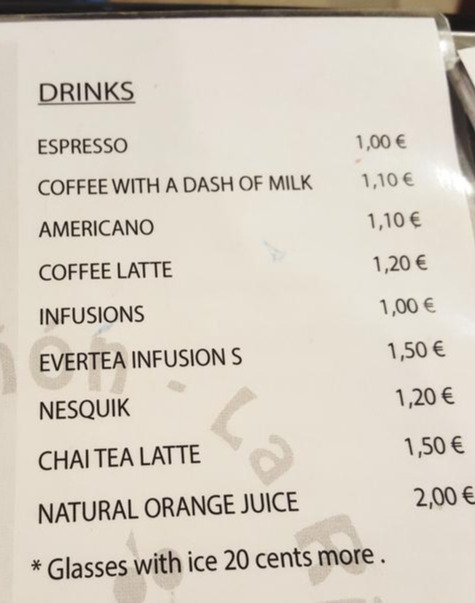 DRINKS
ESPRESSO 1,00 €
COFFEE WITH A DASH OF MILK 1,10 €
AMERICANO 1,10 €
COFFEE LATTE 1,20 €
INFUSIONS 1,00 €
EVERTEA INFUSION S 1,50 €
NESQUIK 1,20 €
CHAI TEA LATTE 1,50 €
NATURAL ORANGE JUICE 2,00 €
* Glasses with ice 20 cents more .